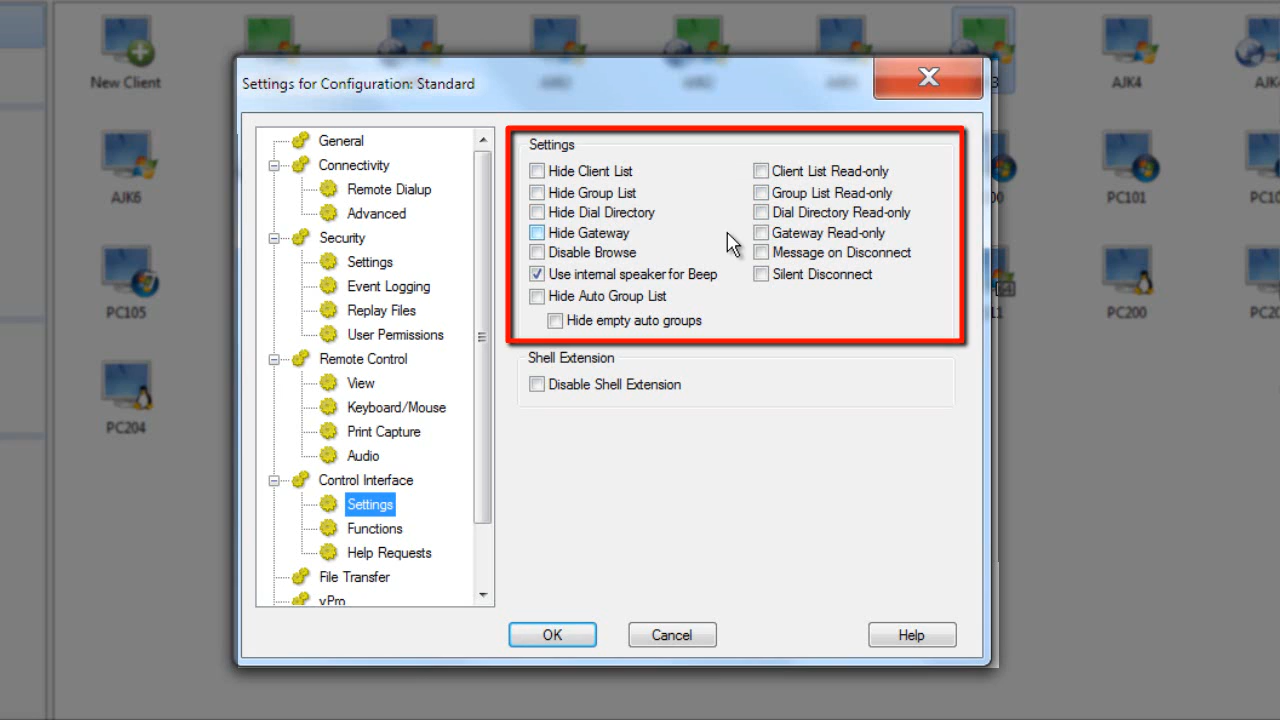 New Client
AJK4
AJK6
PC101
PC105
PC200
PC204
Settings for Configuration: Standard
General
Connectivity
Remote Dialup
Advanced
Security
Settings
Event Logging
Replay Files
User Permissions
Remote Control
View
Keyboard/Mouse
Print Capture
Audio
Control Interface
Settings
Functions
Help Requests
File Transfer
vPro
Settings
Hide Client List
Client List Read-only
Hide Group List
Group List Read-only
Hide Dial Directory
Dial Directory Read-only
Hide Gateway
Gateway Read-only
Disable Browse
Message on Disconnect
Use internal speaker for Beep
Silent Disconnect
Hide Auto Group List
Hide empty auto groups
Shell Extension
Disable Shell Extension
OK
Cancel
Help